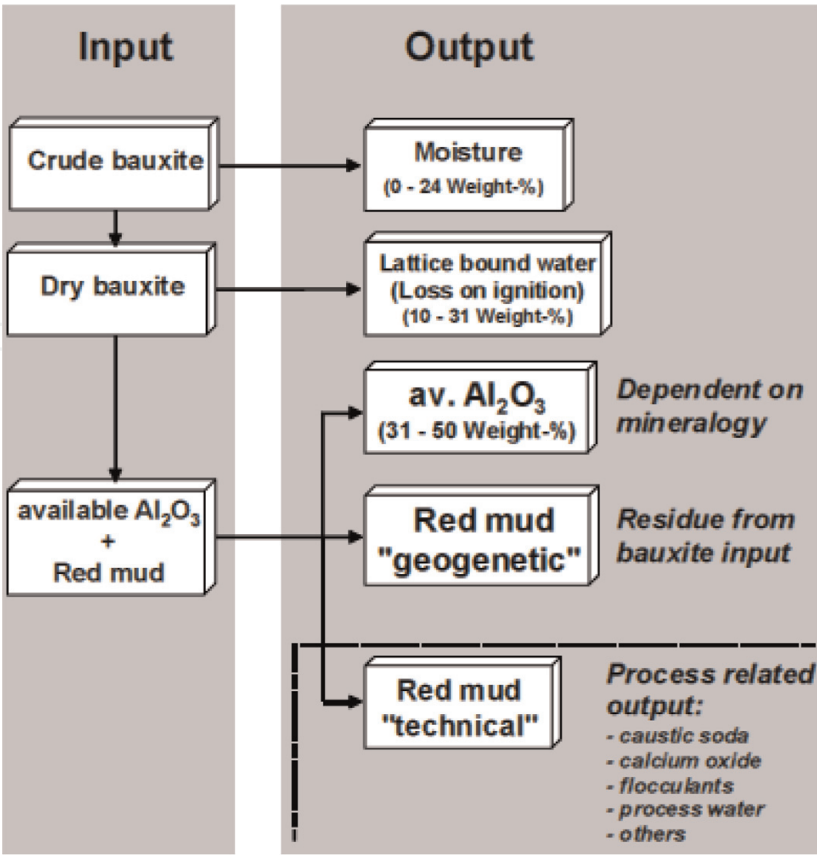 Input
Output
Crude bauxite
Moisture
(0 - 24 Weight-%)
Dry bauxite
Lattice bound water
(Loss on ignition)
(10 - 31 Weight-%)
av. Al₂O₃
(31 - 50 Weight-%)
Dependent on
mineralogy
available Al₂O₃
+
Red mud
Red mud
"geogenetic"
Residue from
bauxite input
Red mud
"technical"
Process related
output:
- caustic soda
- calcium oxide
- flocculants
- process water
- others